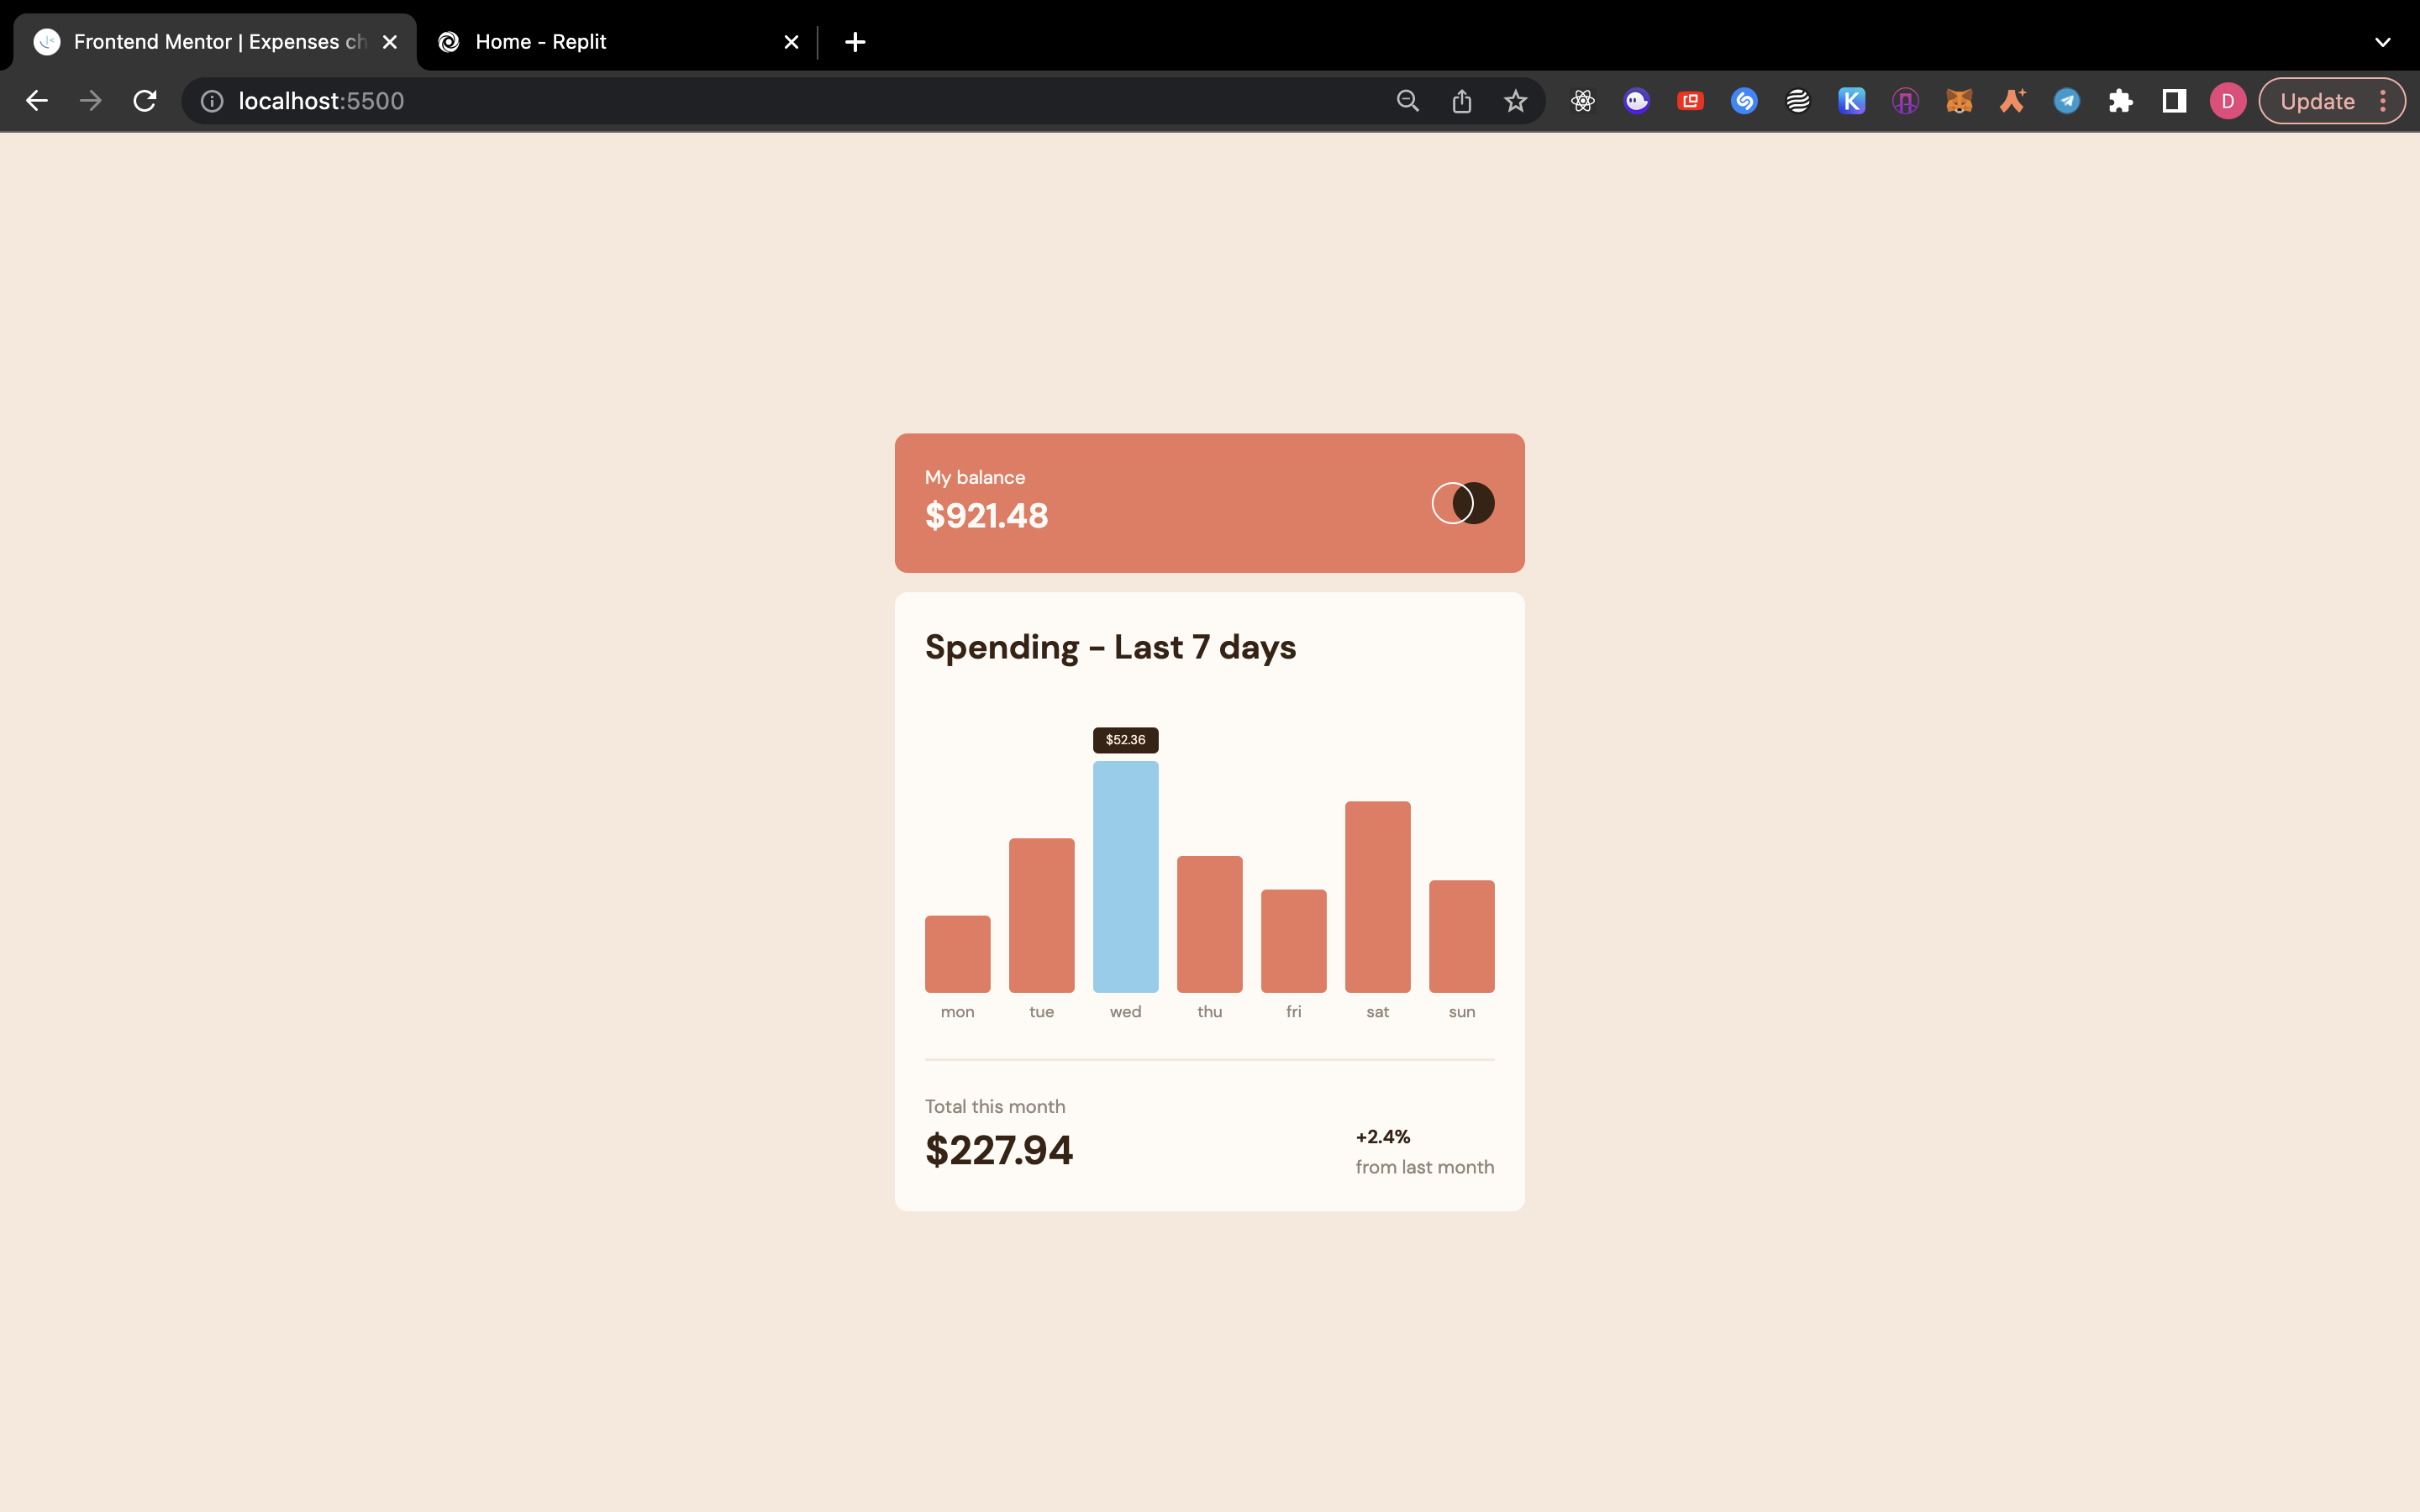 Frontend Mentor | Expenses ch
Home - Replit
localhost:5500
K
D
Update
My balance
$921.48
Spending - Last 7 days
$52.36
mon tue wed thu fri sat sun
Total this month
$227.94
+2.4%
from last month